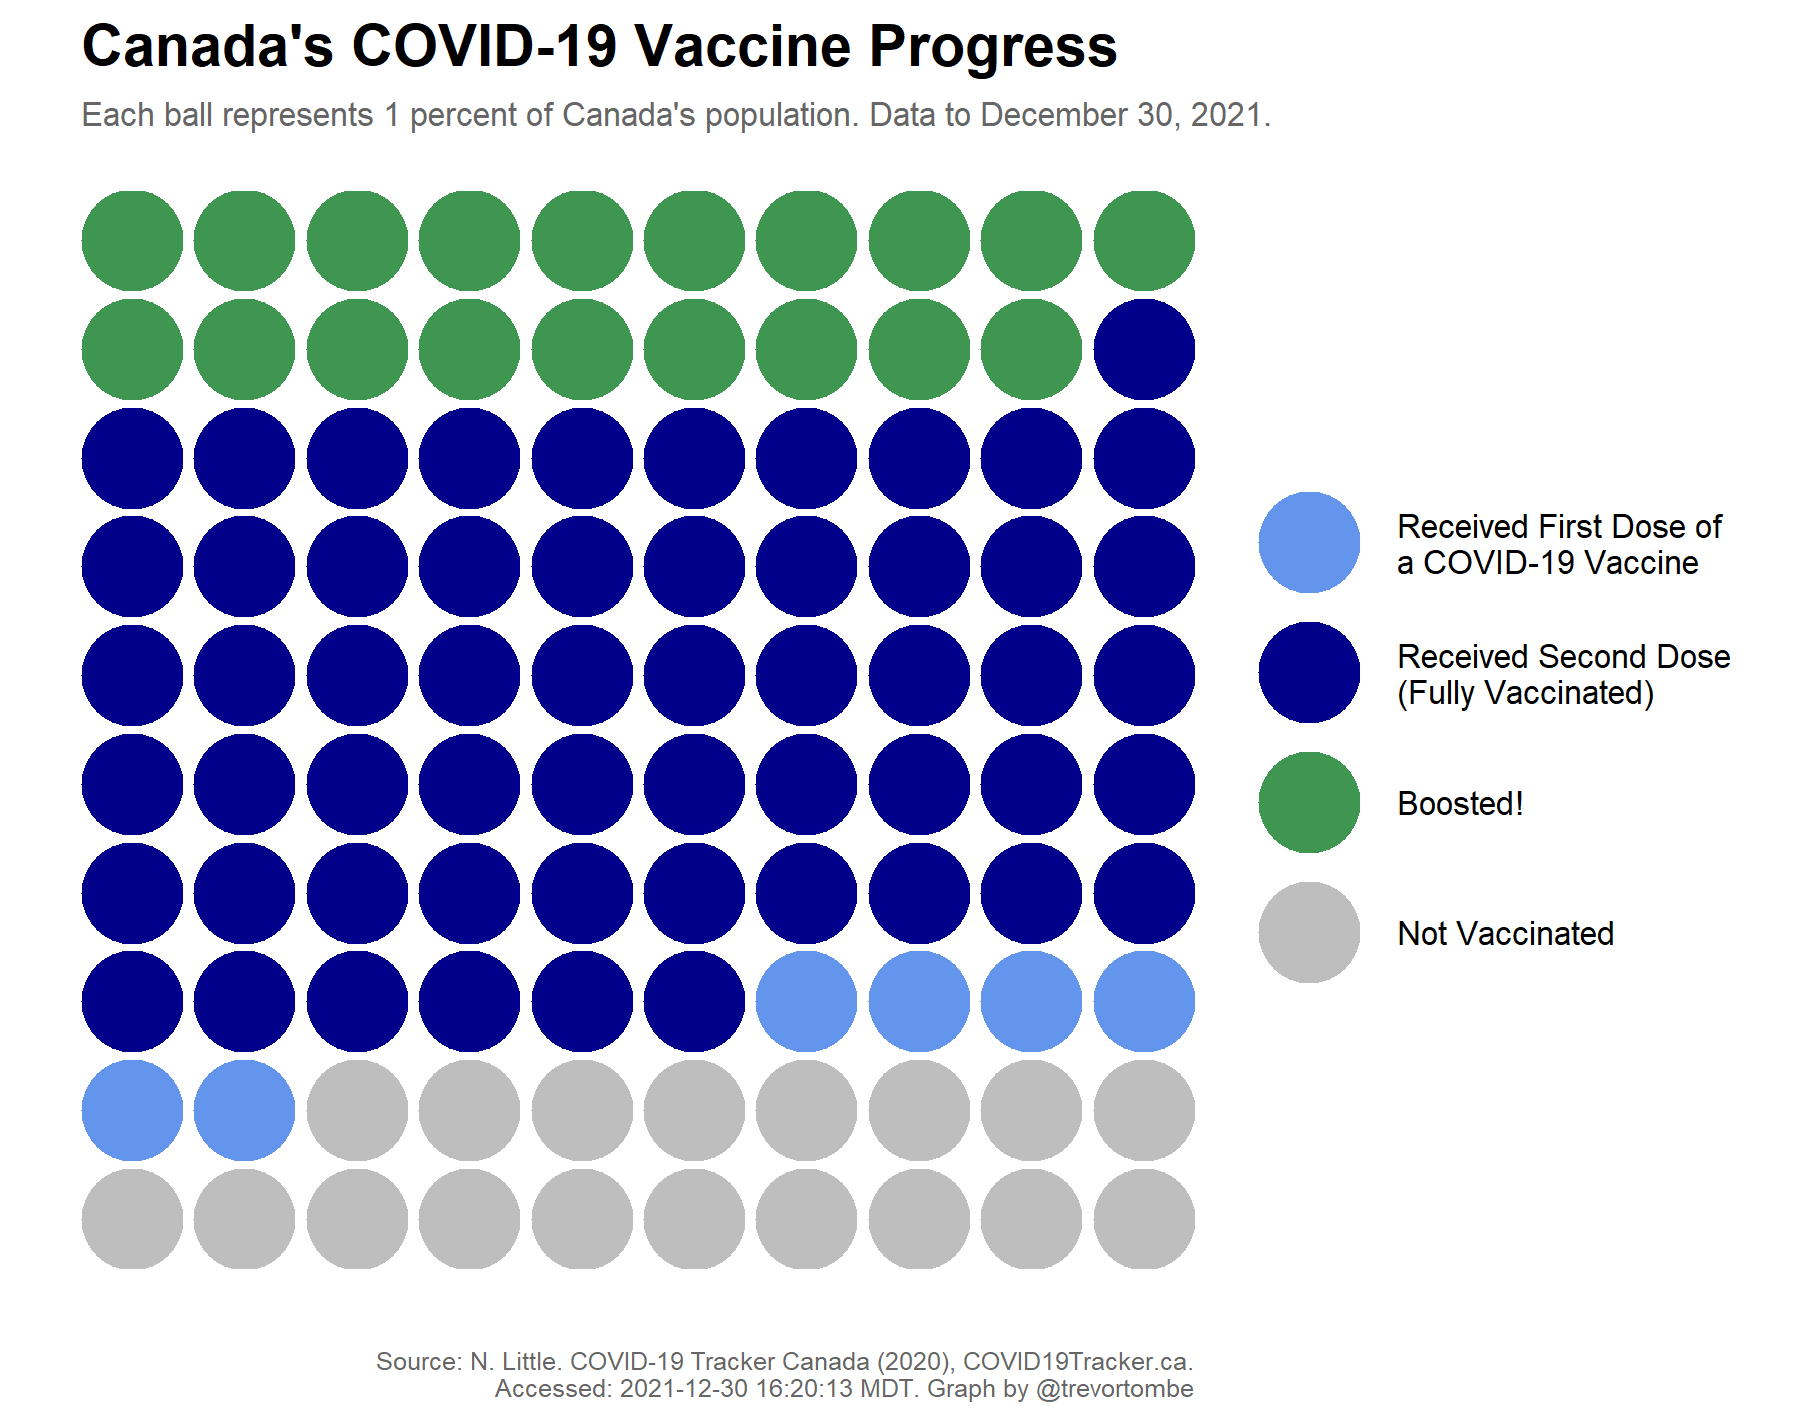 Canada's COVID-19 Vaccine Progress
Each ball represents 1 percent of Canada's population. Data to December 30, 2021.
Received First Dose of
a COVID-19 Vaccine
Received Second Dose
(Fully Vaccinated)
Boosted!
Not Vaccinated
Source: N. Little. COVID-19 Tracker Canada (2020), COVID19Tracker.ca.
Accessed: 2021-12-30 16:20:13 MDT. Graph by @trevortombe